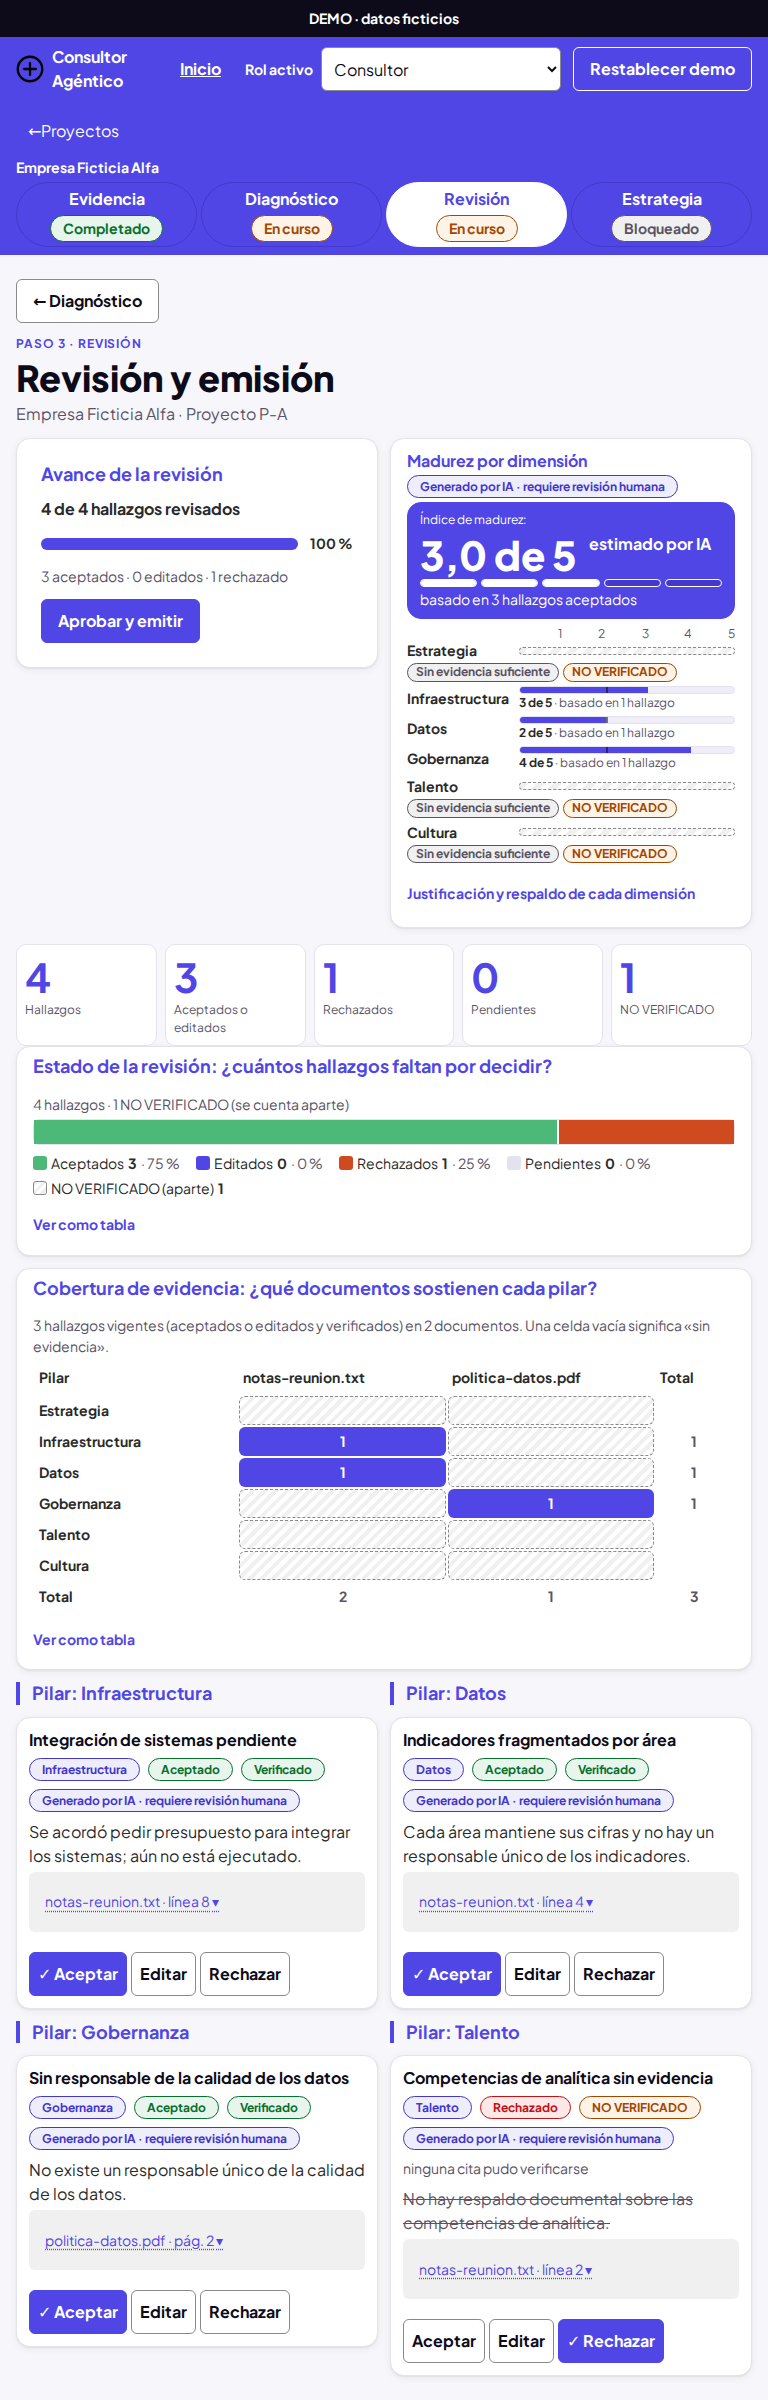 DEMO · datos ficticios
Consultor
Agéntico
Inicio
Rol activo
Consultor
Restablecer demo
←Proyectos
Empresa Ficticia Alfa
Evidencia
Completado
Diagnóstico
En curso
Revisión
En curso
Estrategia
Bloqueado
← Diagnóstico
PASO 3 · REVISIÓN
Revisión y emisión
Empresa Ficticia Alfa · Proyecto P-A
Avance de la revisión
4 de 4 hallazgos revisados
100 %
3 aceptados · 0 editados · 1 rechazado
Aprobar y emitir
Madurez por dimensión
Generado por IA · requiere revisión humana
Índice de madurez:
3,0 de 5 estimado por IA
basado en 3 hallazgos aceptados
1 2 3 4 5
Estrategia
Sin evidencia suficiente NO VERIFICADO
Infraestructura
3 de 5 · basado en 1 hallazgo
Datos
2 de 5 · basado en 1 hallazgo
Gobernanza
4 de 5 · basado en 1 hallazgo
Talento
Sin evidencia suficiente NO VERIFICADO
Cultura
Sin evidencia suficiente NO VERIFICADO
Justificación y respaldo de cada dimensión
4
Hallazgos
3
Aceptados o
editados
1
Rechazados
0
Pendientes
1
NO VERIFICADO
Estado de la revisión: ¿cuántos hallazgos faltan por decidir?
4 hallazgos · 1 NO VERIFICADO (se cuenta aparte)
Aceptados 3 · 75 % Editados 0 · 0 % Rechazados 1 · 25 % Pendientes 0 · 0 %
NO VERIFICADO (aparte) 1
Ver como tabla
Cobertura de evidencia: ¿qué documentos sostienen cada pilar?
3 hallazgos vigentes (aceptados o editados y verificados) en 2 documentos. Una celda vacía significa «sin
evidencia».
Pilar notas-reunion.txt politica-datos.pdf Total
Estrategia
Infraestructura 1 1
Datos 1 1
Gobernanza 1 1
Talento
Cultura
Total 2 1 3
Ver como tabla
Pilar: Infraestructura
Integración de sistemas pendiente
Infraestructura Aceptado Verificado
Generado por IA · requiere revisión humana
Se acordó pedir presupuesto para integrar
los sistemas; aún no está ejecutado.
notas-reunion.txt · línea 8 ▾
✓ Aceptar Editar Rechazar
Pilar: Datos
Indicadores fragmentados por área
Datos Aceptado Verificado
Generado por IA · requiere revisión humana
Cada área mantiene sus cifras y no hay un
responsable único de los indicadores.
notas-reunion.txt · línea 4 ▾
✓ Aceptar Editar Rechazar
Pilar: Gobernanza
Sin responsable de la calidad de los datos
Gobernanza Aceptado Verificado
Generado por IA · requiere revisión humana
No existe un responsable único de la calidad
de los datos.
politica-datos.pdf · pág. 2 ▾
✓ Aceptar Editar Rechazar
Pilar: Talento
Competencias de analítica sin evidencia
Talento Rechazado NO VERIFICADO
Generado por IA · requiere revisión humana
ninguna cita pudo verificarse
No hay respaldo documental sobre las
competencias de analítica.
notas-reunion.txt · línea 2 ▾
Aceptar Editar ✓ Rechazar